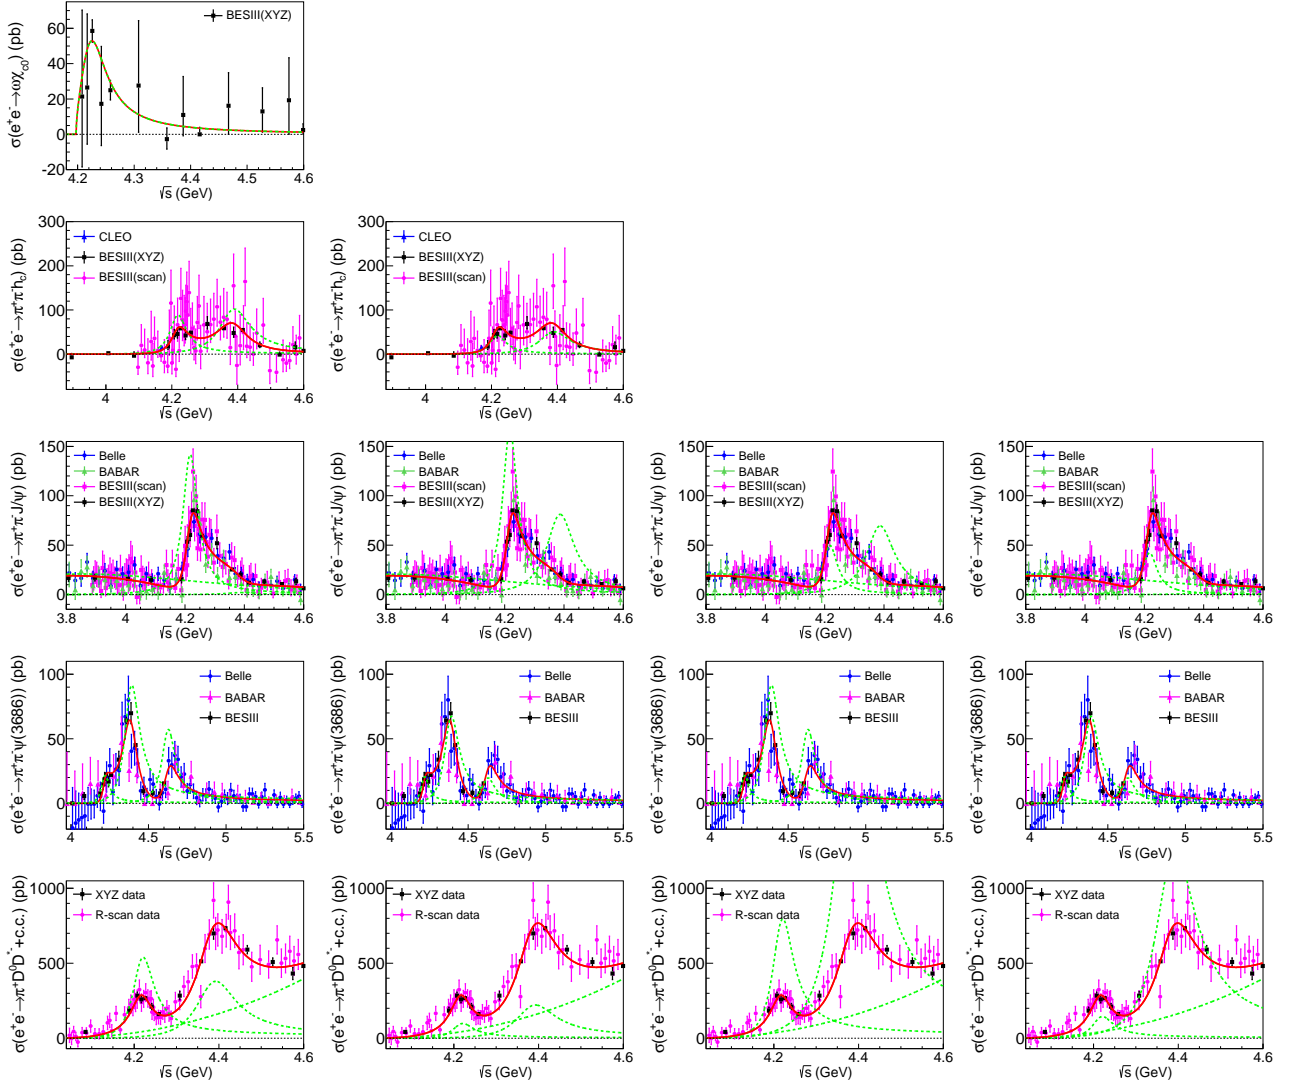 σ(e⁺e⁻→ωχ_c0) (pb)
60
40
20
0
-20
BESIII(XYZ)
4.2 4.3 4.4 4.5 4.6
√s (GeV)
σ(e⁺e⁻→π⁺π⁻h_c) (pb)
300
200
100
0
CLEO
BESIII(XYZ)
BESIII(scan)
4 4.2 4.4 4.6
√s (GeV)
σ(e⁺e⁻→π⁺π⁻h_c) (pb)
300
200
100
0
CLEO
BESIII(XYZ)
BESIII(scan)
4 4.2 4.4 4.6
√s (GeV)
σ(e⁺e⁻→π⁺π⁻J/ψ) (pb)
150
100
50
0
Belle
BABAR
BESIII(scan)
BESIII(XYZ)
3.8 4 4.2 4.4 4.6
√s (GeV)
σ(e⁺e⁻→π⁺π⁻J/ψ) (pb)
150
100
50
0
Belle
BABAR
BESIII(scan)
BESIII(XYZ)
3.8 4 4.2 4.4 4.6
√s (GeV)
σ(e⁺e⁻→π⁺π⁻J/ψ) (pb)
150
100
50
0
Belle
BABAR
BESIII(scan)
BESIII(XYZ)
3.8 4 4.2 4.4 4.6
√s (GeV)
σ(e⁺e⁻→π⁺π⁻J/ψ) (pb)
150
100
50
0
Belle
BABAR
BESIII(scan)
BESIII(XYZ)
3.8 4 4.2 4.4 4.6
√s (GeV)
σ(e⁺e⁻→π⁺π⁻ψ(3686)) (pb)
100
50
0
Belle
BABAR
BESIII
4 4.5 5 5.5
√s (GeV)
σ(e⁺e⁻→π⁺π⁻ψ(3686)) (pb)
100
50
0
Belle
BABAR
BESIII
4 4.5 5 5.5
√s (GeV)
σ(e⁺e⁻→π⁺π⁻ψ(3686)) (pb)
100
50
0
Belle
BABAR
BESIII
4 4.5 5 5.5
√s (GeV)
σ(e⁺e⁻→π⁺π⁻ψ(3686)) (pb)
100
50
0
Belle
BABAR
BESIII
4 4.5 5 5.5
√s (GeV)
σ(e⁺e⁻→π⁺D⁰D*⁻+c.c.) (pb)
1000
500
0
XYZ data
R-scan data
4.2 4.4 4.6
√s (GeV)
σ(e⁺e⁻→π⁺D⁰D*⁻+c.c.) (pb)
1000
500
0
XYZ data
R-scan data
4.2 4.4 4.6
√s (GeV)
σ(e⁺e⁻→π⁺D⁰D*⁻+c.c.) (pb)
1000
500
0
XYZ data
R-scan data
4.2 4.4 4.6
√s (GeV)
σ(e⁺e⁻→π⁺D⁰D*⁻+c.c.) (pb)
1000
500
0
XYZ data
R-scan data
4.2 4.4 4.6
√s (GeV)